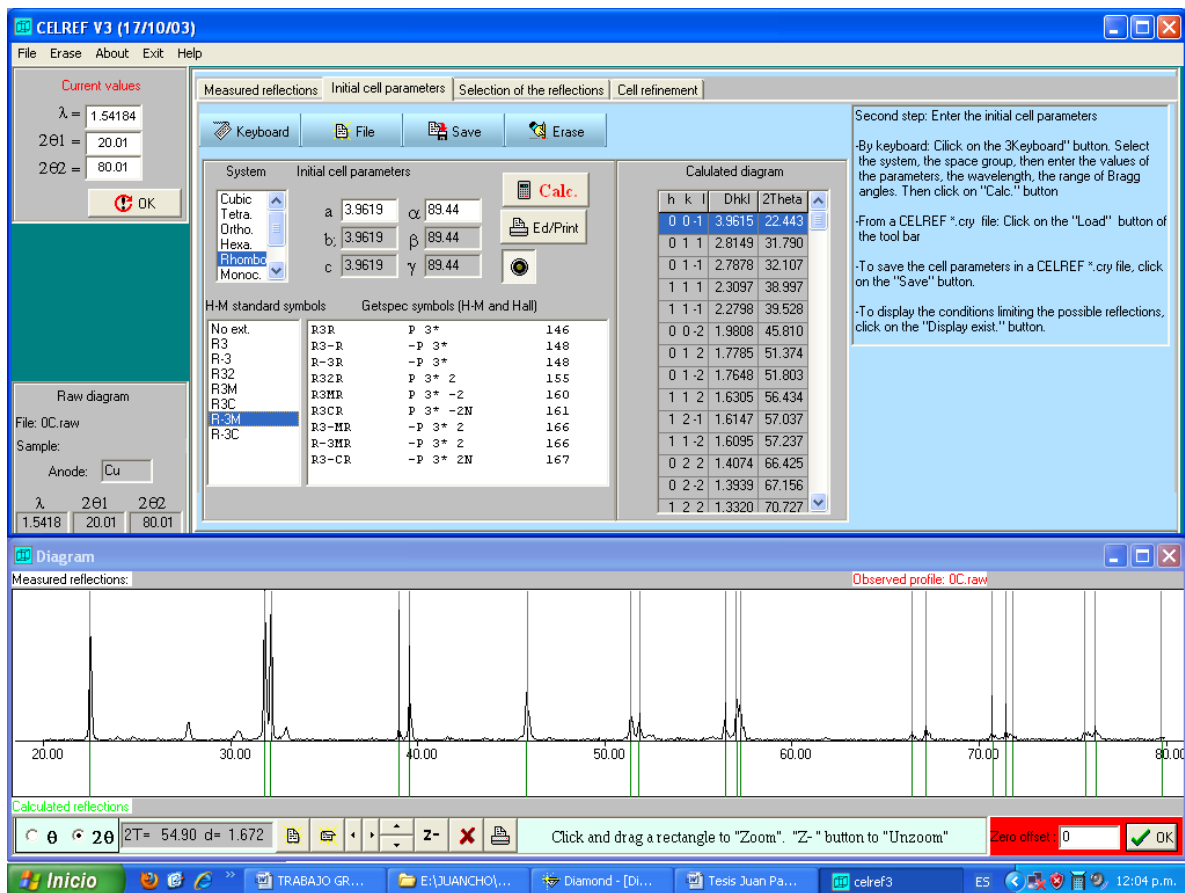 CELREF V3 (17/10/03)
File Erase About Exit Help
Current values
λ = 1.54184
2θ1 = 20.01
2θ2 = 80.01
OK
Measured reflections Initial cell parameters Selection of the reflections Cell refinement
Keyboard File Save Erase
System Initial cell parameters
Cubic
Tetra.
Ortho.
Hexa.
Rhombo
Monoc.
a 3.9619 α 89.44
b; 3.9619 β 89.44
c 3.9619 γ 89.44
Calc.
Ed/Print
H-M standard symbols Getspec symbols (H-M and Hall)
No ext.
R3
R-3
R32
R3M
R3C
R-3M
R-3C
R3R P 3* 146
R3-R -P 3* 148
R-3R -P 3* 148
R32R P 3* 2 155
R3MR P 3* -2 160
R3CR P 3* -2N 161
R3-MR -P 3* 2 166
R-3MR -P 3* 2 166
R3-CR -P 3* 2N 167
Calulated diagram
h k l Dhkl 2Theta
0 0 -1 3.9615 22.443
0 1 1 2.8149 31.790
0 1 -1 2.7878 32.107
1 1 1 2.3097 38.997
1 1 -1 2.2798 39.528
0 0 -2 1.9808 45.810
0 1 2 1.7785 51.374
0 1 -2 1.7648 51.803
1 1 2 1.6305 56.434
1 2 -1 1.6147 57.037
1 1 -2 1.6095 57.237
0 2 2 1.4074 66.425
0 2 -2 1.3939 67.156
1 2 2 1.3320 70.727
Second step: Enter the initial cell parameters
-By keyboard: Cilick on the 3Keyboard" button. Select
the system, the space group, then enter the values of
the parameters, the wavelength, the range of Bragg
angles. Then click on "Calc." button
-From a CELREF *.cry file: Click on the "Load" button of
the tool bar
-To save the cell parameters in a CELREF *.cry file, click
on the "Save" button.
-To display the conditions limiting the possible reflections,
click on the "Display exist." button.
Raw diagram
File: 0C.raw
Sample:
Anode: Cu
λ 2θ1 2θ2
1.5418 20.01 80.01
Diagram
Measured reflections: Observed profile: 0C.raw
20.00 30.00 40.00 50.00 60.00 70.00 80.00
Calculated reflections
θ 2θ 2T= 54.90 d= 1.672 Z- Click and drag a rectangle to "Zoom". "Z-" button to "Unzoom" Zero offset : 0 OK
Inicio » TRABAJO GR... E:\JUANCHO\... Diamond - [Di... Tesis Juan Pa... celref3 ES 12:04 p.m.